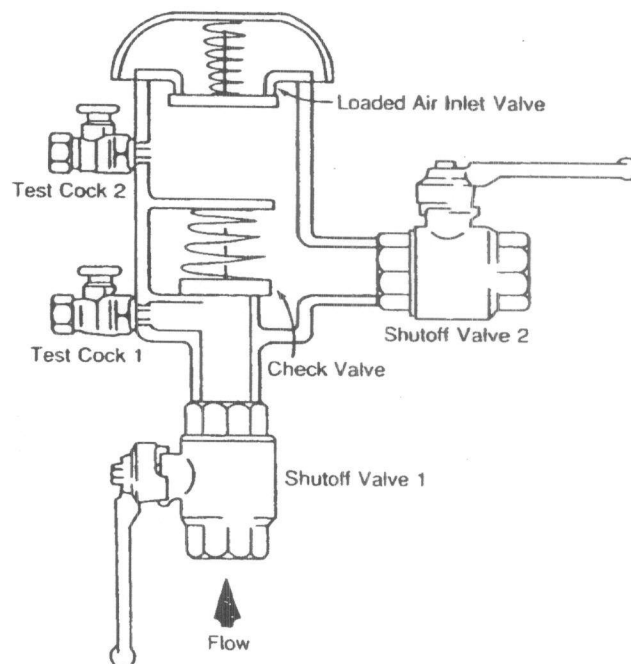 Loaded Air Inlet Valve
Test Cock 2
Shutoff Valve 2
Test Cock 1
Check Valve
Shutoff Valve 1
Flow